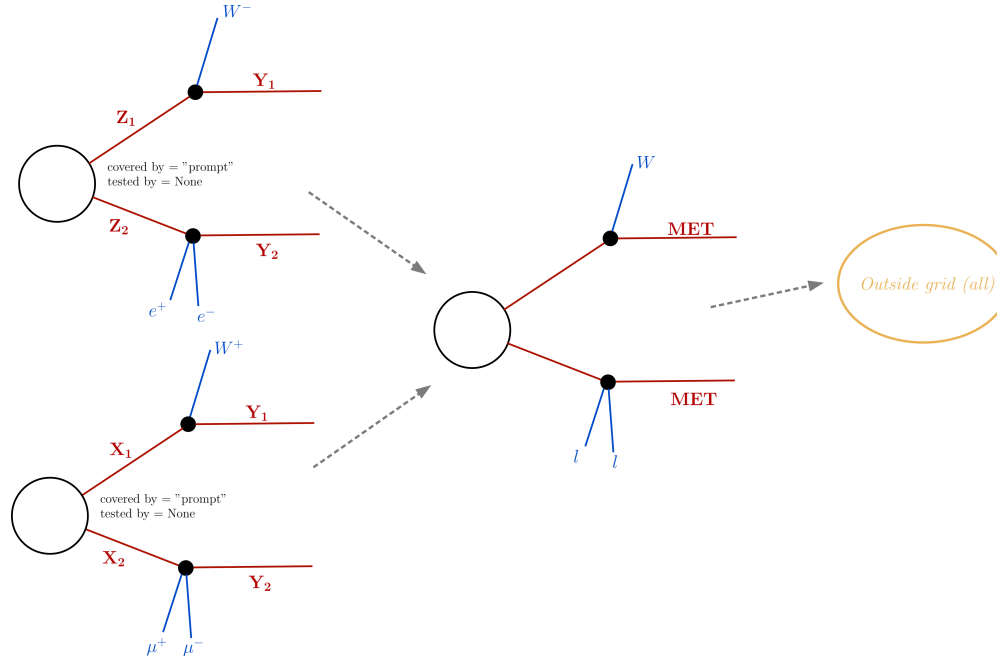 W−
Y1
Z1
covered by = "prompt"
tested by = None
Z2
Y2
e+
e−
W+
Y1
X1
covered by = "prompt"
tested by = None
X2
Y2
μ+
μ−
W
MET
MET
l
l
Outside grid (all)